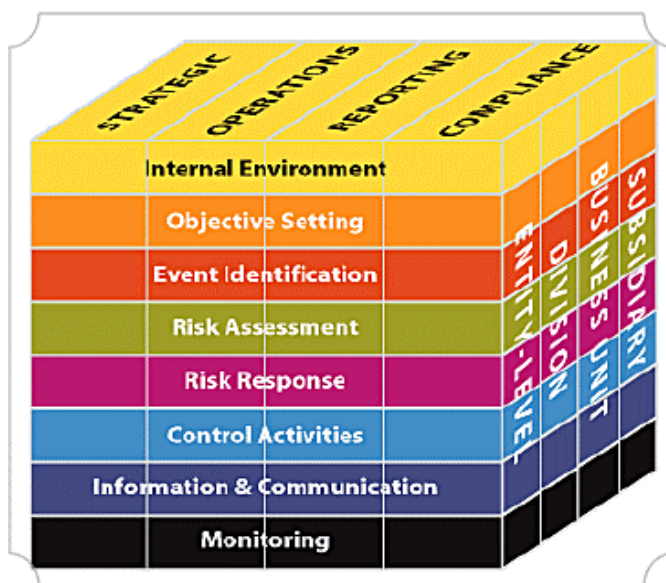 STRATEGIC
OPERATIONS
REPORTING
COMPLIANCE
Internal Environment
Objective Setting
Event Identification
Risk Assessment
Risk Response
Control Activities
Information & Communication
Monitoring
ENTITY-LEVEL
DIVISION
BUSINESS UNIT
SUBSIDIARY